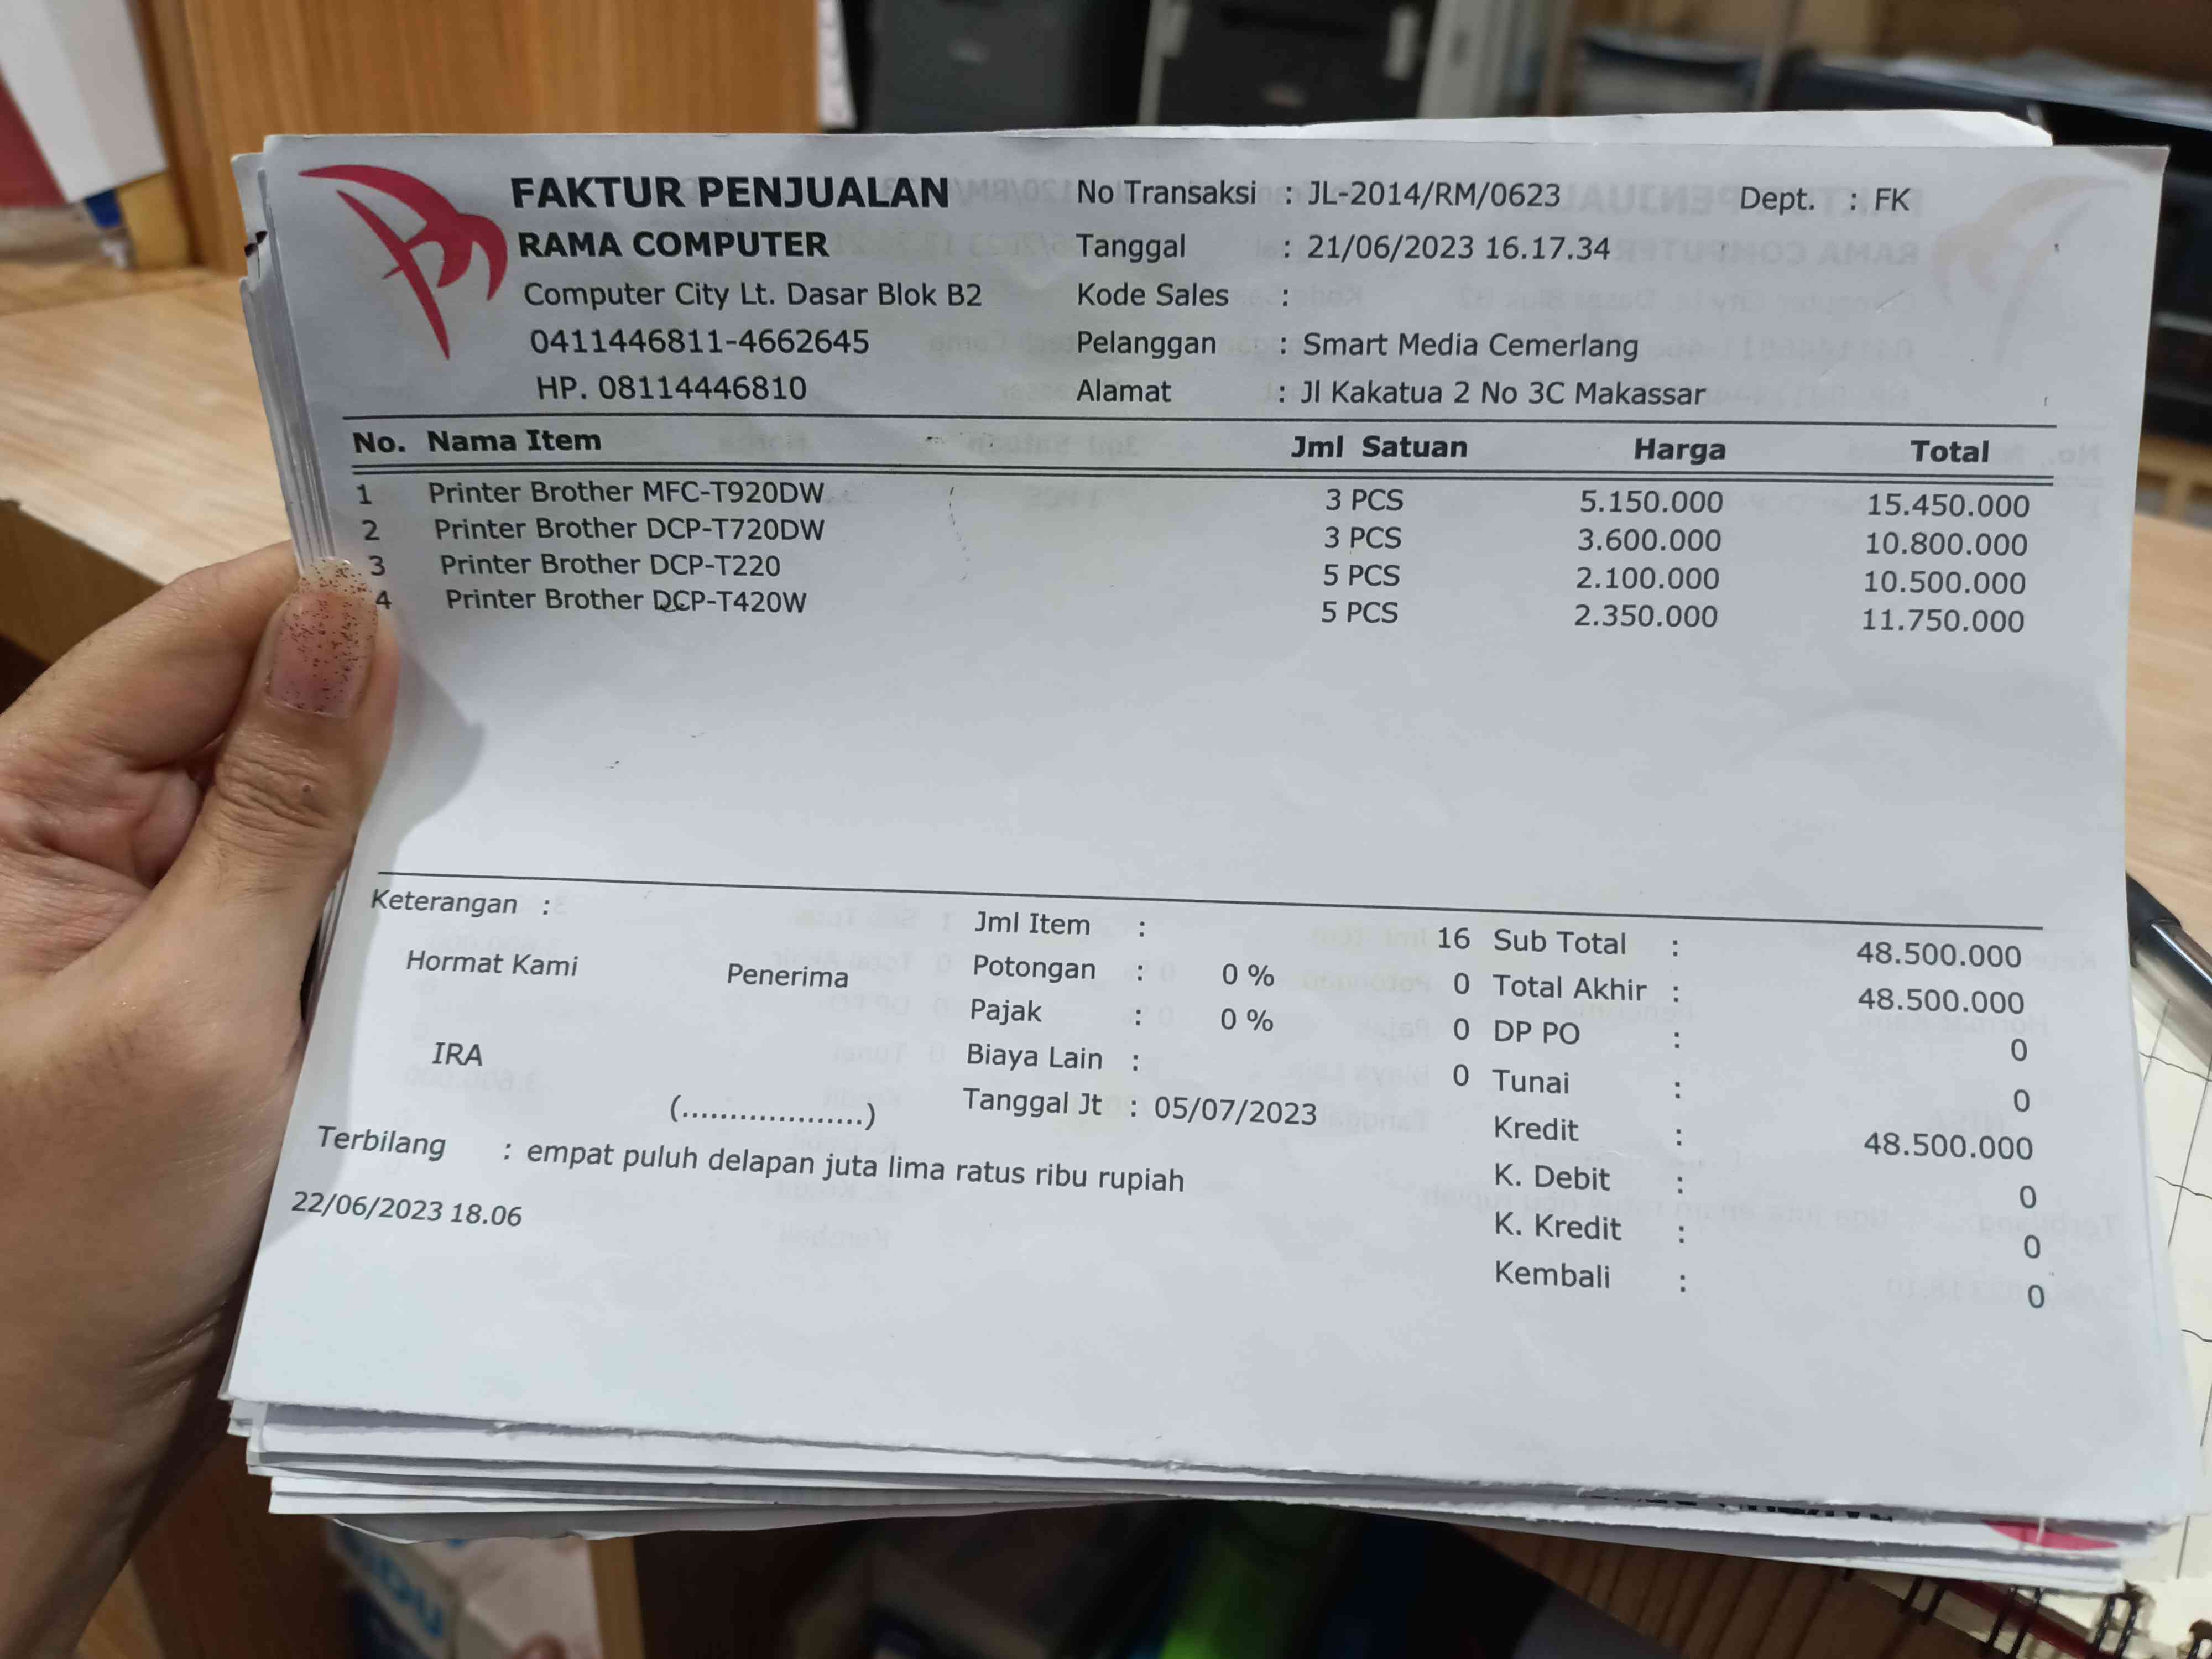 FAKTUR PENJUALAN
RAMA COMPUTER
Computer City Lt. Dasar Blok B2
0411446811-4662645
HP. 08114446810
No Transaksi : JL-2014/RM/0623 Dept. : FK
Tanggal : 21/06/2023 16.17.34
Kode Sales :
Pelanggan : Smart Media Cemerlang
Alamat : Jl Kakatua 2 No 3C Makassar
No. Nama Item Jml Satuan Harga Total
1 Printer Brother MFC-T920DW 3 PCS 5.150.000 15.450.000
2 Printer Brother DCP-T720DW 3 PCS 3.600.000 10.800.000
3 Printer Brother DCP-T220 5 PCS 2.100.000 10.500.000
4 Printer Brother DCP-T420W 5 PCS 2.350.000 11.750.000
Keterangan :
Hormat Kami Penerima
IRA
(...................)
Jml Item : 16
Potongan : 0 % 0
Pajak : 0 % 0
Biaya Lain : 0
Tanggal Jt : 05/07/2023
Sub Total : 48.500.000
Total Akhir : 48.500.000
DP PO : 0
Tunai : 0
Kredit : 48.500.000
K. Debit : 0
K. Kredit : 0
Kembali : 0
Terbilang : empat puluh delapan juta lima ratus ribu rupiah
22/06/2023 18.06